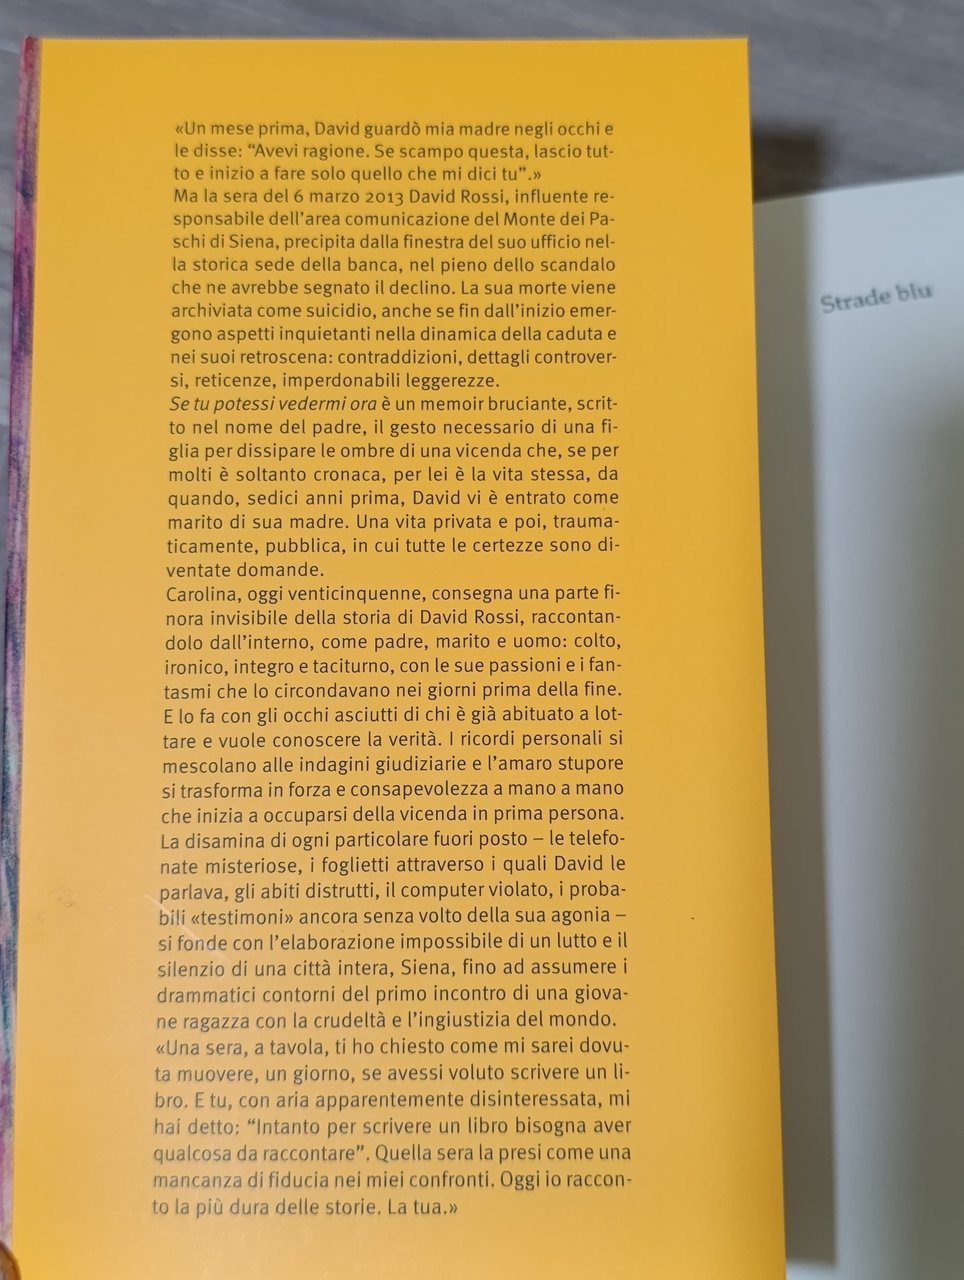 «Un mese prima, David guardò mia madre negli occhi e
le disse: “Avevi ragione. Se scampo questa, lascio tut-
to e inizio a fare solo quello che mi dici tu”.»
Ma la sera del 6 marzo 2013 David Rossi, influente re-
sponsabile dell’area comunicazione del Monte dei Pa-
schi di Siena, precipita dalla finestra del suo ufficio nel-
la storica sede della banca, nel pieno dello scandalo
che ne avrebbe segnato il declino. La sua morte viene
archiviata come suicidio, anche se fin dall’inizio emer-
gono aspetti inquietanti nella dinamica della caduta e
nei suoi retroscena: contraddizioni, dettagli controver-
si, reticenze, imperdonabili leggerezze.
Se tu potessi vedermi ora è un memoir bruciante, scrit-
to nel nome del padre, il gesto necessario di una fi-
glia per dissipare le ombre di una vicenda che, se per
molti è soltanto cronaca, per lei è la vita stessa, da
quando, sedici anni prima, David vi è entrato come
marito di sua madre. Una vita privata e poi, trauma-
ticamente, pubblica, in cui tutte le certezze sono di-
ventate domande.
Carolina, oggi venticinquenne, consegna una parte fi-
nora invisibile della storia di David Rossi, raccontan-
dolo dall’interno, come padre, marito e uomo: colto,
ironico, integro e taciturno, con le sue passioni e i fan-
tasmi che lo circondavano nei giorni prima della fine.
E lo fa con gli occhi asciutti di chi è già abituato a lot-
tare e vuole conoscere la verità. I ricordi personali si
mescolano alle indagini giudiziarie e l’amaro stupore
si trasforma in forza e consapevolezza a mano a mano
che inizia a occuparsi della vicenda in prima persona.
La disamina di ogni particolare fuori posto – le telefo-
nate misteriose, i foglietti attraverso i quali David le
parlava, gli abiti distrutti, il computer violato, i proba-
bili «testimoni» ancora senza volto della sua agonia –
si fonde con l’elaborazione impossibile di un lutto e il
silenzio di una città intera, Siena, fino ad assumere i
drammatici contorni del primo incontro di una giova-
ne ragazza con la crudeltà e l’ingiustizia del mondo.
«Una sera, a tavola, ti ho chiesto come mi sarei dovu-
ta muovere, un giorno, se avessi voluto scrivere un li-
bro. E tu, con aria apparentemente disinteressata, mi
hai detto: “Intanto per scrivere un libro bisogna aver
qualcosa da raccontare”. Quella sera la presi come una
mancanza di fiducia nei miei confronti. Oggi io raccon-
to la più dura delle storie. La tua.»
Strade blu